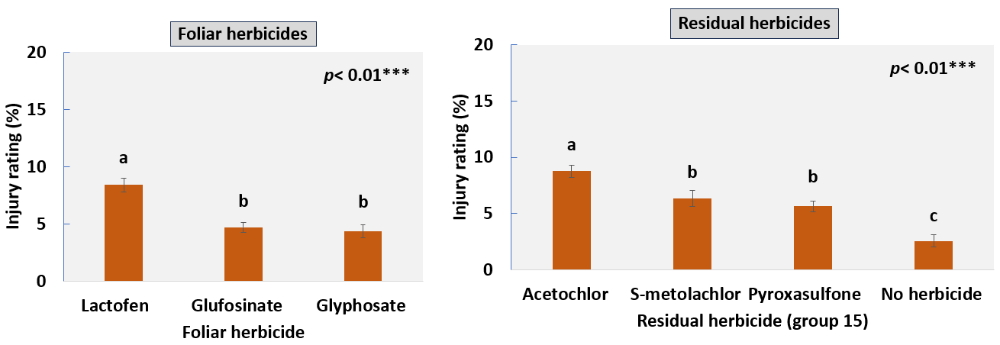 Foliar herbicides
20
15
10
5
0
Injury rating (%)
p< 0.01***
a
b
b
Lactofen Glufosinate Glyphosate
Foliar herbicide
Residual herbicides
20
15
10
5
0
Injury rating (%)
p< 0.01***
a
b
b
c
Acetochlor S-metolachlor Pyroxasulfone No herbicide
Residual herbicide (group 15)